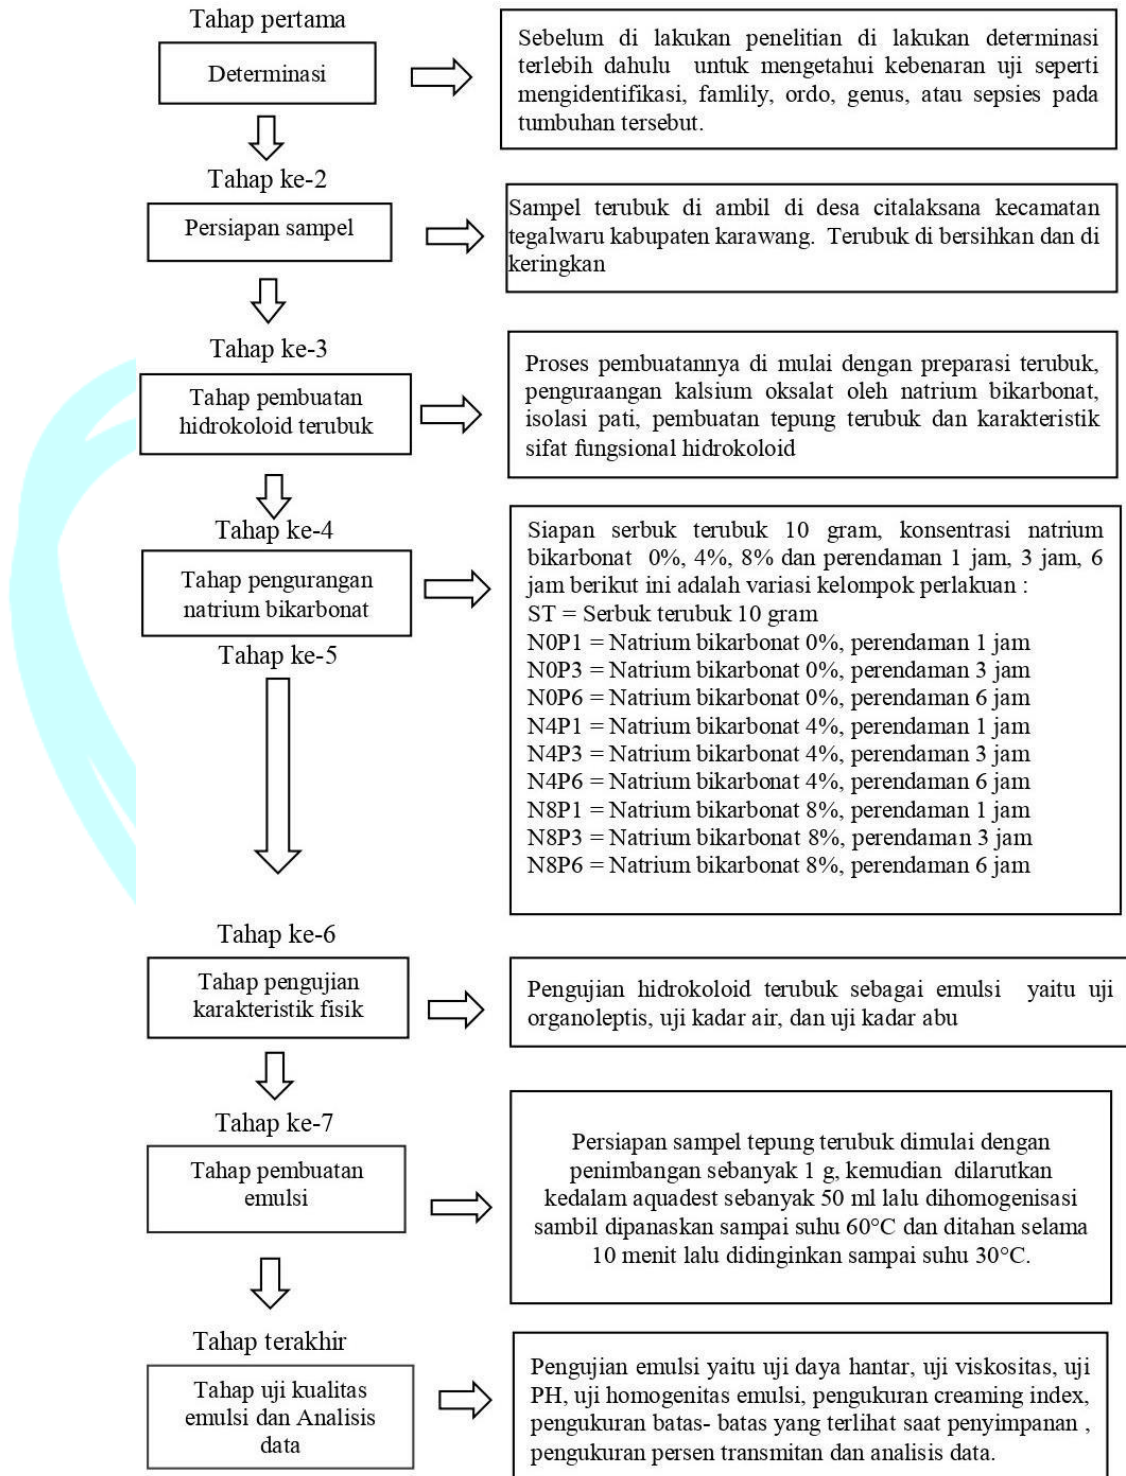 Tahap pertama
Determinasi
Sebelum di lakukan penelitian di lakukan determinasi
terlebih dahulu untuk mengetahui kebenaran uji seperti
mengidentifikasi, famlily, ordo, genus, atau sepsies pada
tumbuhan tersebut.
Tahap ke-2
Persiapan sampel
Sampel terubuk di ambil di desa citalaksana kecamatan
tegalwaru kabupaten karawang. Terubuk di bersihkan dan di
keringkan
Tahap ke-3
Tahap pembuatan
hidrokoloid terubuk
Proses pembuatannya di mulai dengan preparasi terubuk,
penguraangan kalsium oksalat oleh natrium bikarbonat,
isolasi pati, pembuatan tepung terubuk dan karakteristik
sifat fungsional hidrokoloid
Tahap ke-4
Tahap pengurangan
natrium bikarbonat
Siapan serbuk terubuk 10 gram, konsentrasi natrium
bikarbonat 0%, 4%, 8% dan perendaman 1 jam, 3 jam, 6
jam berikut ini adalah variasi kelompok perlakuan :
ST = Serbuk terubuk 10 gram
N0P1 = Natrium bikarbonat 0%, perendaman 1 jam
N0P3 = Natrium bikarbonat 0%, perendaman 3 jam
N0P6 = Natrium bikarbonat 0%, perendaman 6 jam
N4P1 = Natrium bikarbonat 4%, perendaman 1 jam
N4P3 = Natrium bikarbonat 4%, perendaman 3 jam
N4P6 = Natrium bikarbonat 4%, perendaman 6 jam
N8P1 = Natrium bikarbonat 8%, perendaman 1 jam
N8P3 = Natrium bikarbonat 8%, perendaman 3 jam
N8P6 = Natrium bikarbonat 8%, perendaman 6 jam
Tahap ke-5
Tahap ke-6
Tahap pengujian
karakteristik fisik
Pengujian hidrokoloid terubuk sebagai emulsi yaitu uji
organoleptis, uji kadar air, dan uji kadar abu
Tahap ke-7
Tahap pembuatan
emulsi
Persiapan sampel tepung terubuk dimulai dengan
penimbangan sebanyak 1 g, kemudian dilarutkan
kedalam aquadest sebanyak 50 ml lalu dihomogenisasi
sambil dipanaskan sampai suhu 60°C dan ditahan selama
10 menit lalu didinginkan sampai suhu 30°C.
Tahap terakhir
Tahap uji kualitas
emulsi dan Analisis
data
Pengujian emulsi yaitu uji daya hantar, uji viskositas, uji
PH, uji homogenitas emulsi, pengukuran creaming index,
pengukuran batas- batas yang terlihat saat penyimpanan ,
pengukuran persen transmitan dan analisis data.